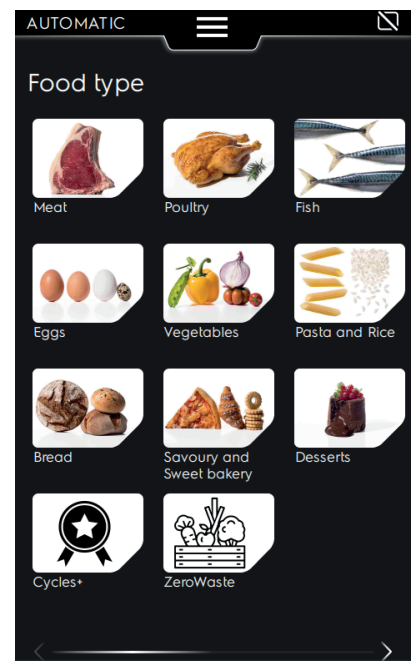 AUTOMATIC
Food type
Meat
Poultry
Fish
Eggs
Vegetables
Pasta and Rice
Bread
Savoury and
Sweet bakery
Desserts
Cycles+
ZeroWaste